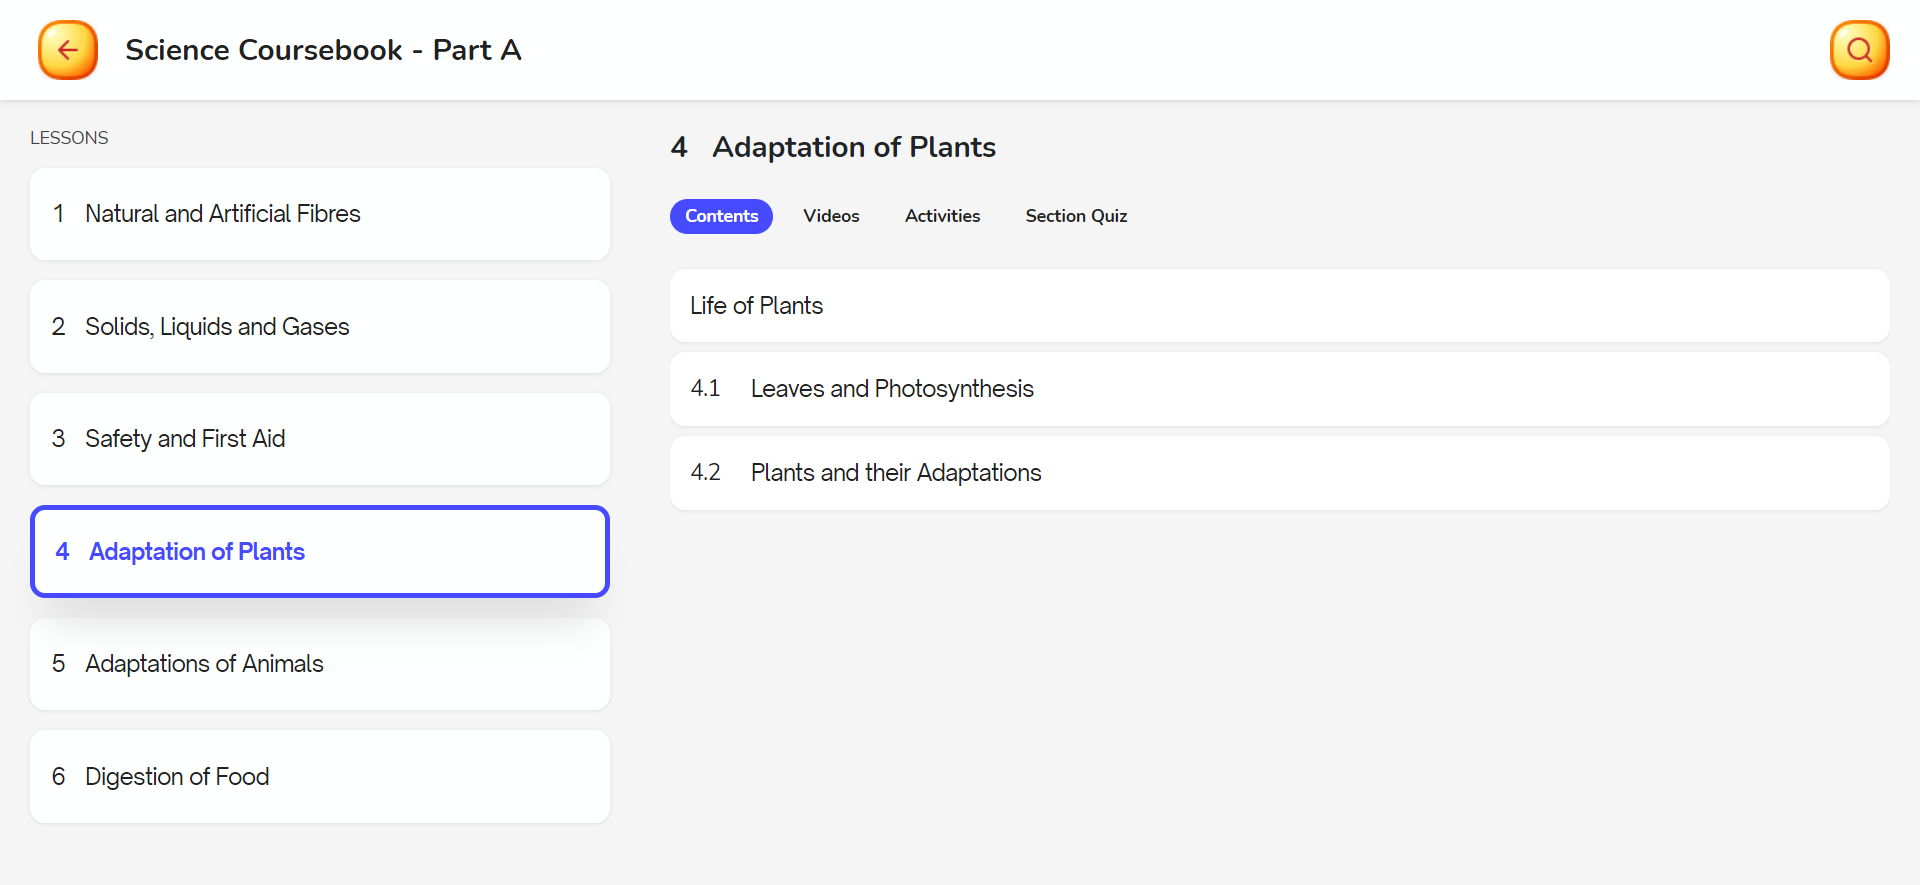 Science Coursebook - Part A
LESSONS
1 Natural and Artificial Fibres
2 Solids, Liquids and Gases
3 Safety and First Aid
4 Adaptation of Plants
5 Adaptations of Animals
6 Digestion of Food
4 Adaptation of Plants
Contents Videos Activities Section Quiz
Life of Plants
4.1 Leaves and Photosynthesis
4.2 Plants and their Adaptations